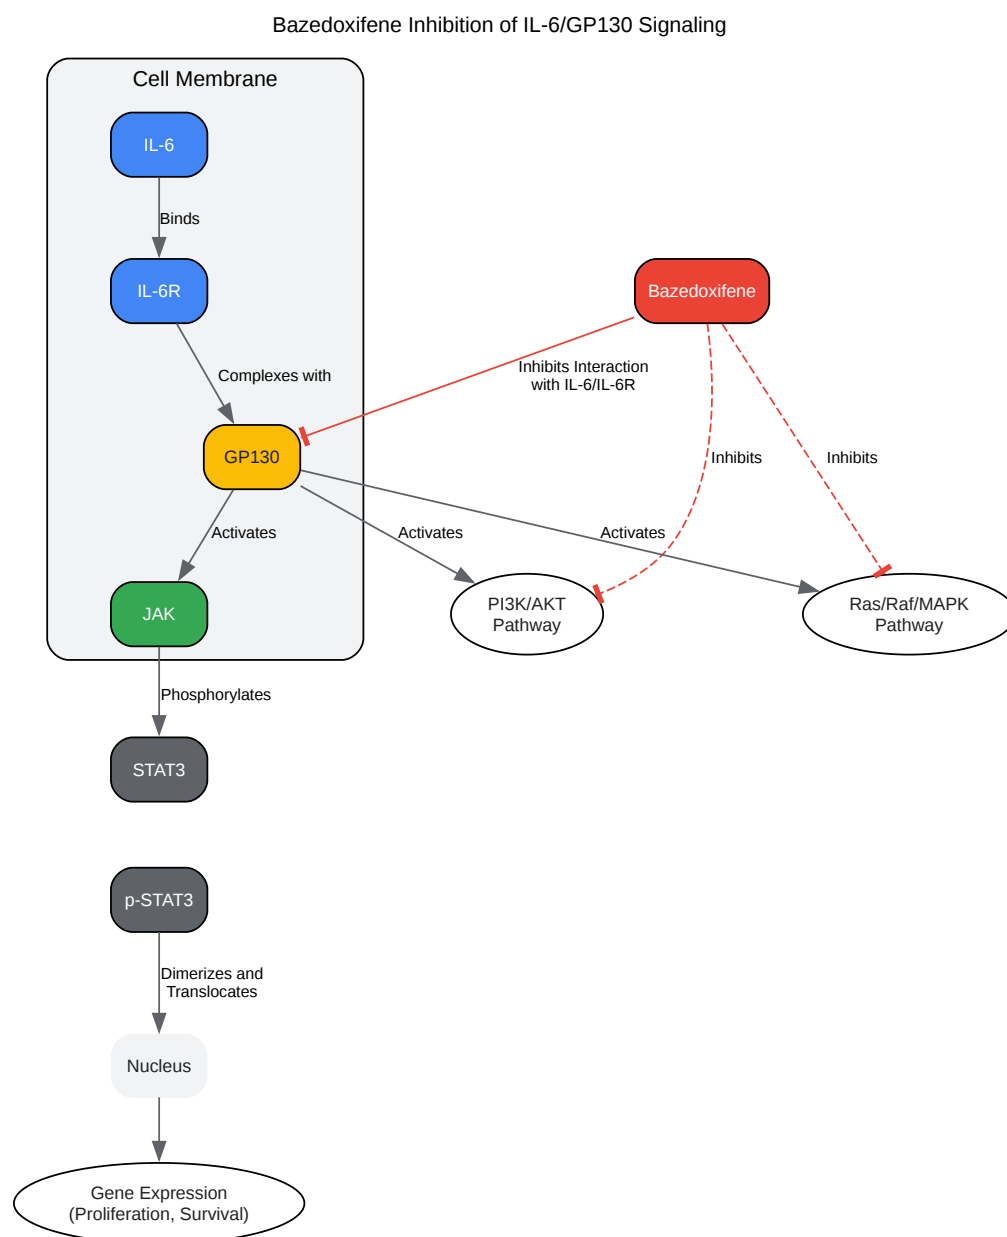 Bazedoxifene Inhibition of IL-6/GP130 Signaling
Cell Membrane
IL-6
Binds
IL-6R
Bazedoxifene
Complexes with
Inhibits Interaction
with IL-6/IL-6R
GP130
Inhibits
Inhibits
Activates
Activates
Activates
JAK
PI3K/AKT
Pathway
Ras/Raf/MAPK
Pathway
Phosphorylates
STAT3
p-STAT3
Dimerizes and
Translocates
Nucleus
Gene Expression
(Proliferation, Survival)